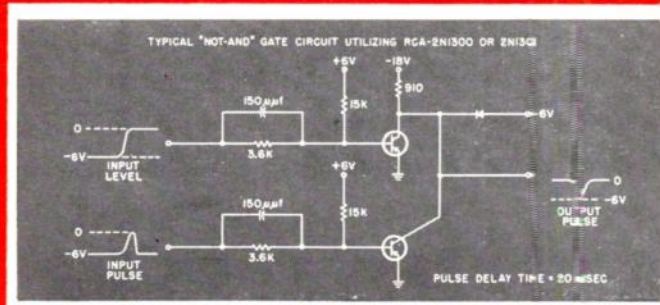 TYPICAL "NOT-AND" GATE CIRCUIT UTILIZING RCA-2N1300 OR
+6V
-18V
910
150μμf
15K
3.6K
6V
0
-6V
INPUT
LEVEL
+6V
150μμf
15K
3.6K
0
-6V
INPUT
PULSE
0
-6V
OUTPUT
PULSE
PULSE DELAY TIME = 20